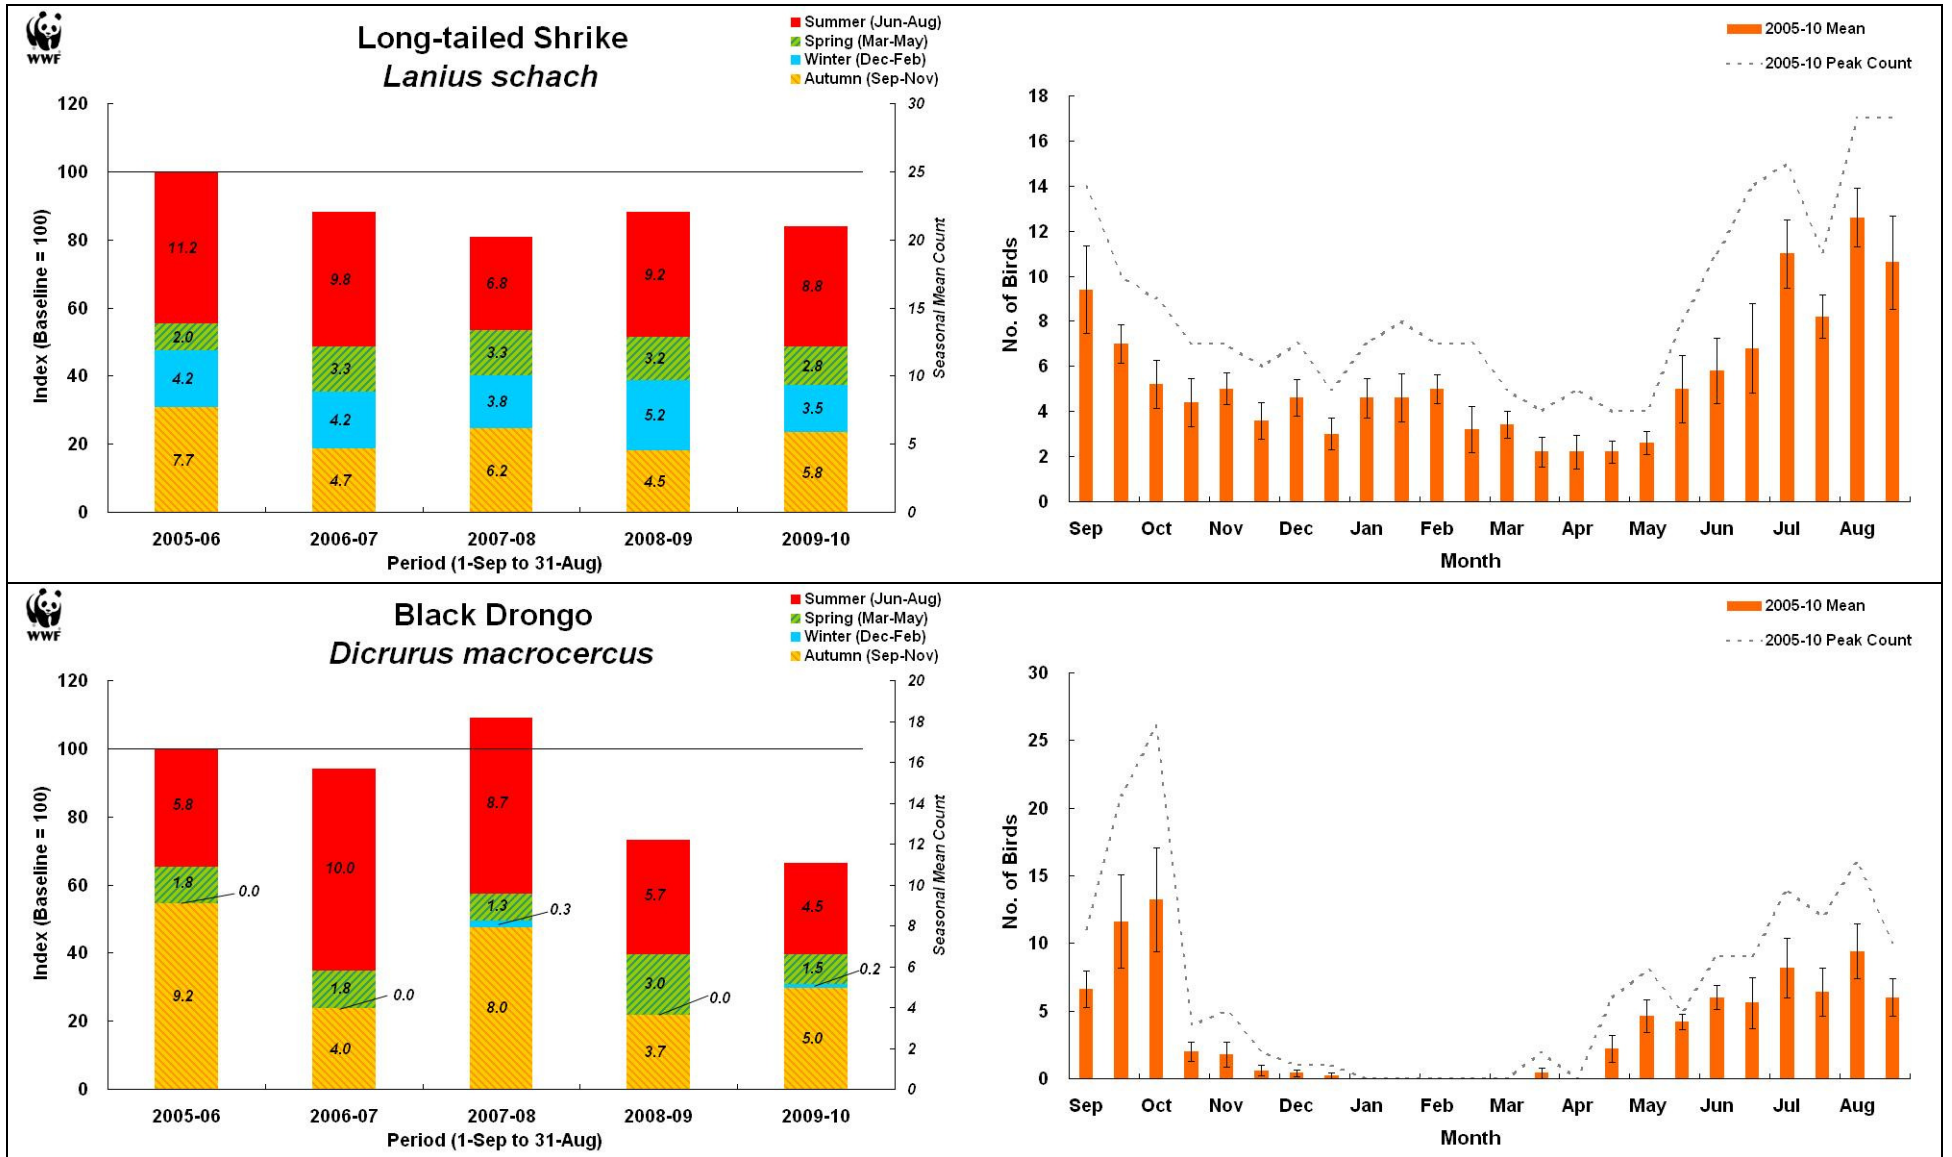 WWF
Long-tailed Shrike
Lanius schach
Summer (Jun-Aug)
Spring (Mar-May)
Winter (Dec-Feb)
Autumn (Sep-Nov)
Index (Baseline = 100)
120
100
80
60
40
20
0
11.2
2.0
4.2
7.7
9.8
3.3
4.2
4.7
6.8
3.3
3.8
6.2
9.2
3.2
5.2
4.5
8.8
2.8
3.5
5.8
30
25
20
15
10
5
0
Seasonal Mean Count
2005-06 2006-07 2007-08 2008-09 2009-10
Period (1-Sep to 31-Aug)
2005-10 Mean
2005-10 Peak Count
No. of Birds
18
16
14
12
10
8
6
4
2
0
Sep Oct Nov Dec Jan Feb Mar Apr May Jun Jul Aug
Month
WWF
Black Drongo
Dicrurus macrocercus
Summer (Jun-Aug)
Spring (Mar-May)
Winter (Dec-Feb)
Autumn (Sep-Nov)
Index (Baseline = 100)
120
100
80
60
40
20
0
5.8
1.8
0.0
9.2
10.0
1.8
0.0
4.0
8.7
1.3
0.3
8.0
5.7
3.0
0.0
3.7
4.5
1.5
0.2
5.0
20
18
16
14
12
10
8
6
4
2
0
Seasonal Mean Count
2005-06 2006-07 2007-08 2008-09 2009-10
Period (1-Sep to 31-Aug)
2005-10 Mean
2005-10 Peak Count
No. of Birds
30
25
20
15
10
5
0
Sep Oct Nov Dec Jan Feb Mar Apr May Jun Jul Aug
Month